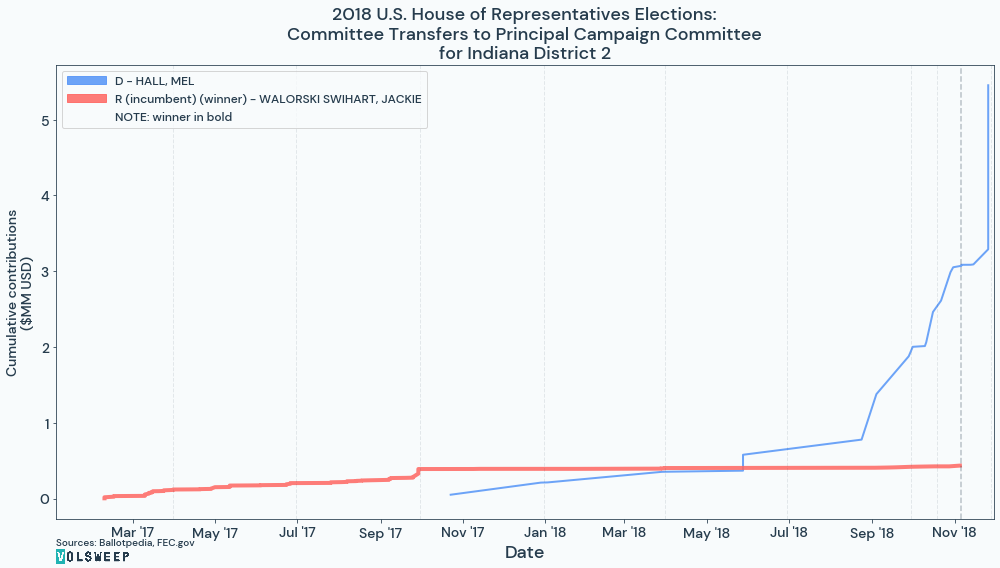 2018 U.S. House of Representatives Elections:
Committee Transfers to Principal Campaign Committee
for Indiana District 2
D - HALL, MEL
R (incumbent) (winner) - WALORSKI SWIHART, JACKIE
NOTE: winner in bold
Cumulative contributions
($MM USD)
5
4
3
2
1
0
Mar '17
May '17
Jul '17
Sep '17
Nov '17
Jan '18
Mar '18
May '18
Jul '18
Sep '18
Nov '18
Date
Sources: Ballotpedia, FEC.gov
VOLSWEEP